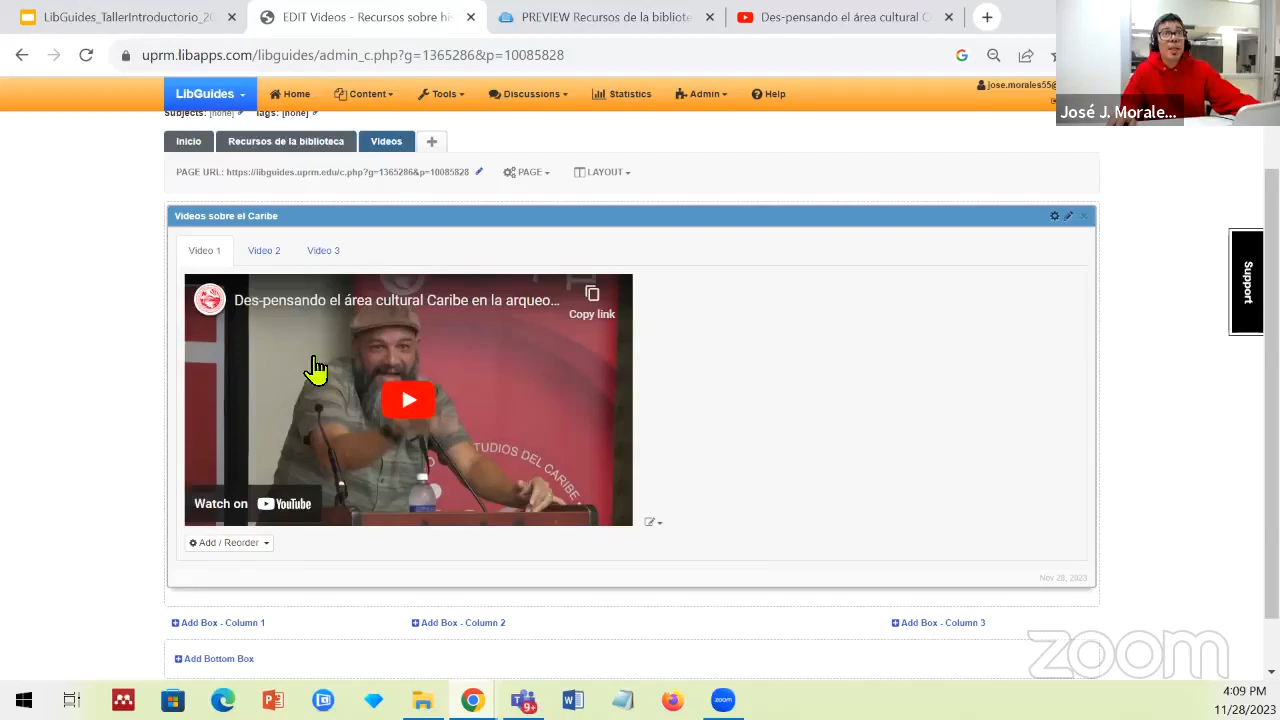 LibGuides_TallerIntroductorio_20
EDIT Videos - Recursos sobre his
PREVIEW Recursos de la bibliote
Des-pensando el área cultural C
uprm.libapps.com/libguides/admin_c.php?g=1365286&p=10085828
LibGuides
Home
Content
Tools
Discussions
Statistics
Admin
Help
jose.morales55@
José J. Morale...
Subjects: [none]
Tags: [none]
Inicio
Recursos de la biblioteca
Videos
PAGE URL: https://libguides.uprm.edu/c.php?g=1365286&p=10085828
PAGE
LAYOUT
Videos sobre el Caribe
Video 1
Video 2
Video 3
Des-pensando el área cultural Caribe en la arqueo...
Copy link
STUDIOS DEL CARIBE
Watch on YouTube
Add / Reorder
Nov 28, 2023
Add Box - Column 1
Add Box - Column 2
Add Box - Column 3
Add Bottom Box
Support
zoom
9+
zoom
4:09 PM
11/28/2023